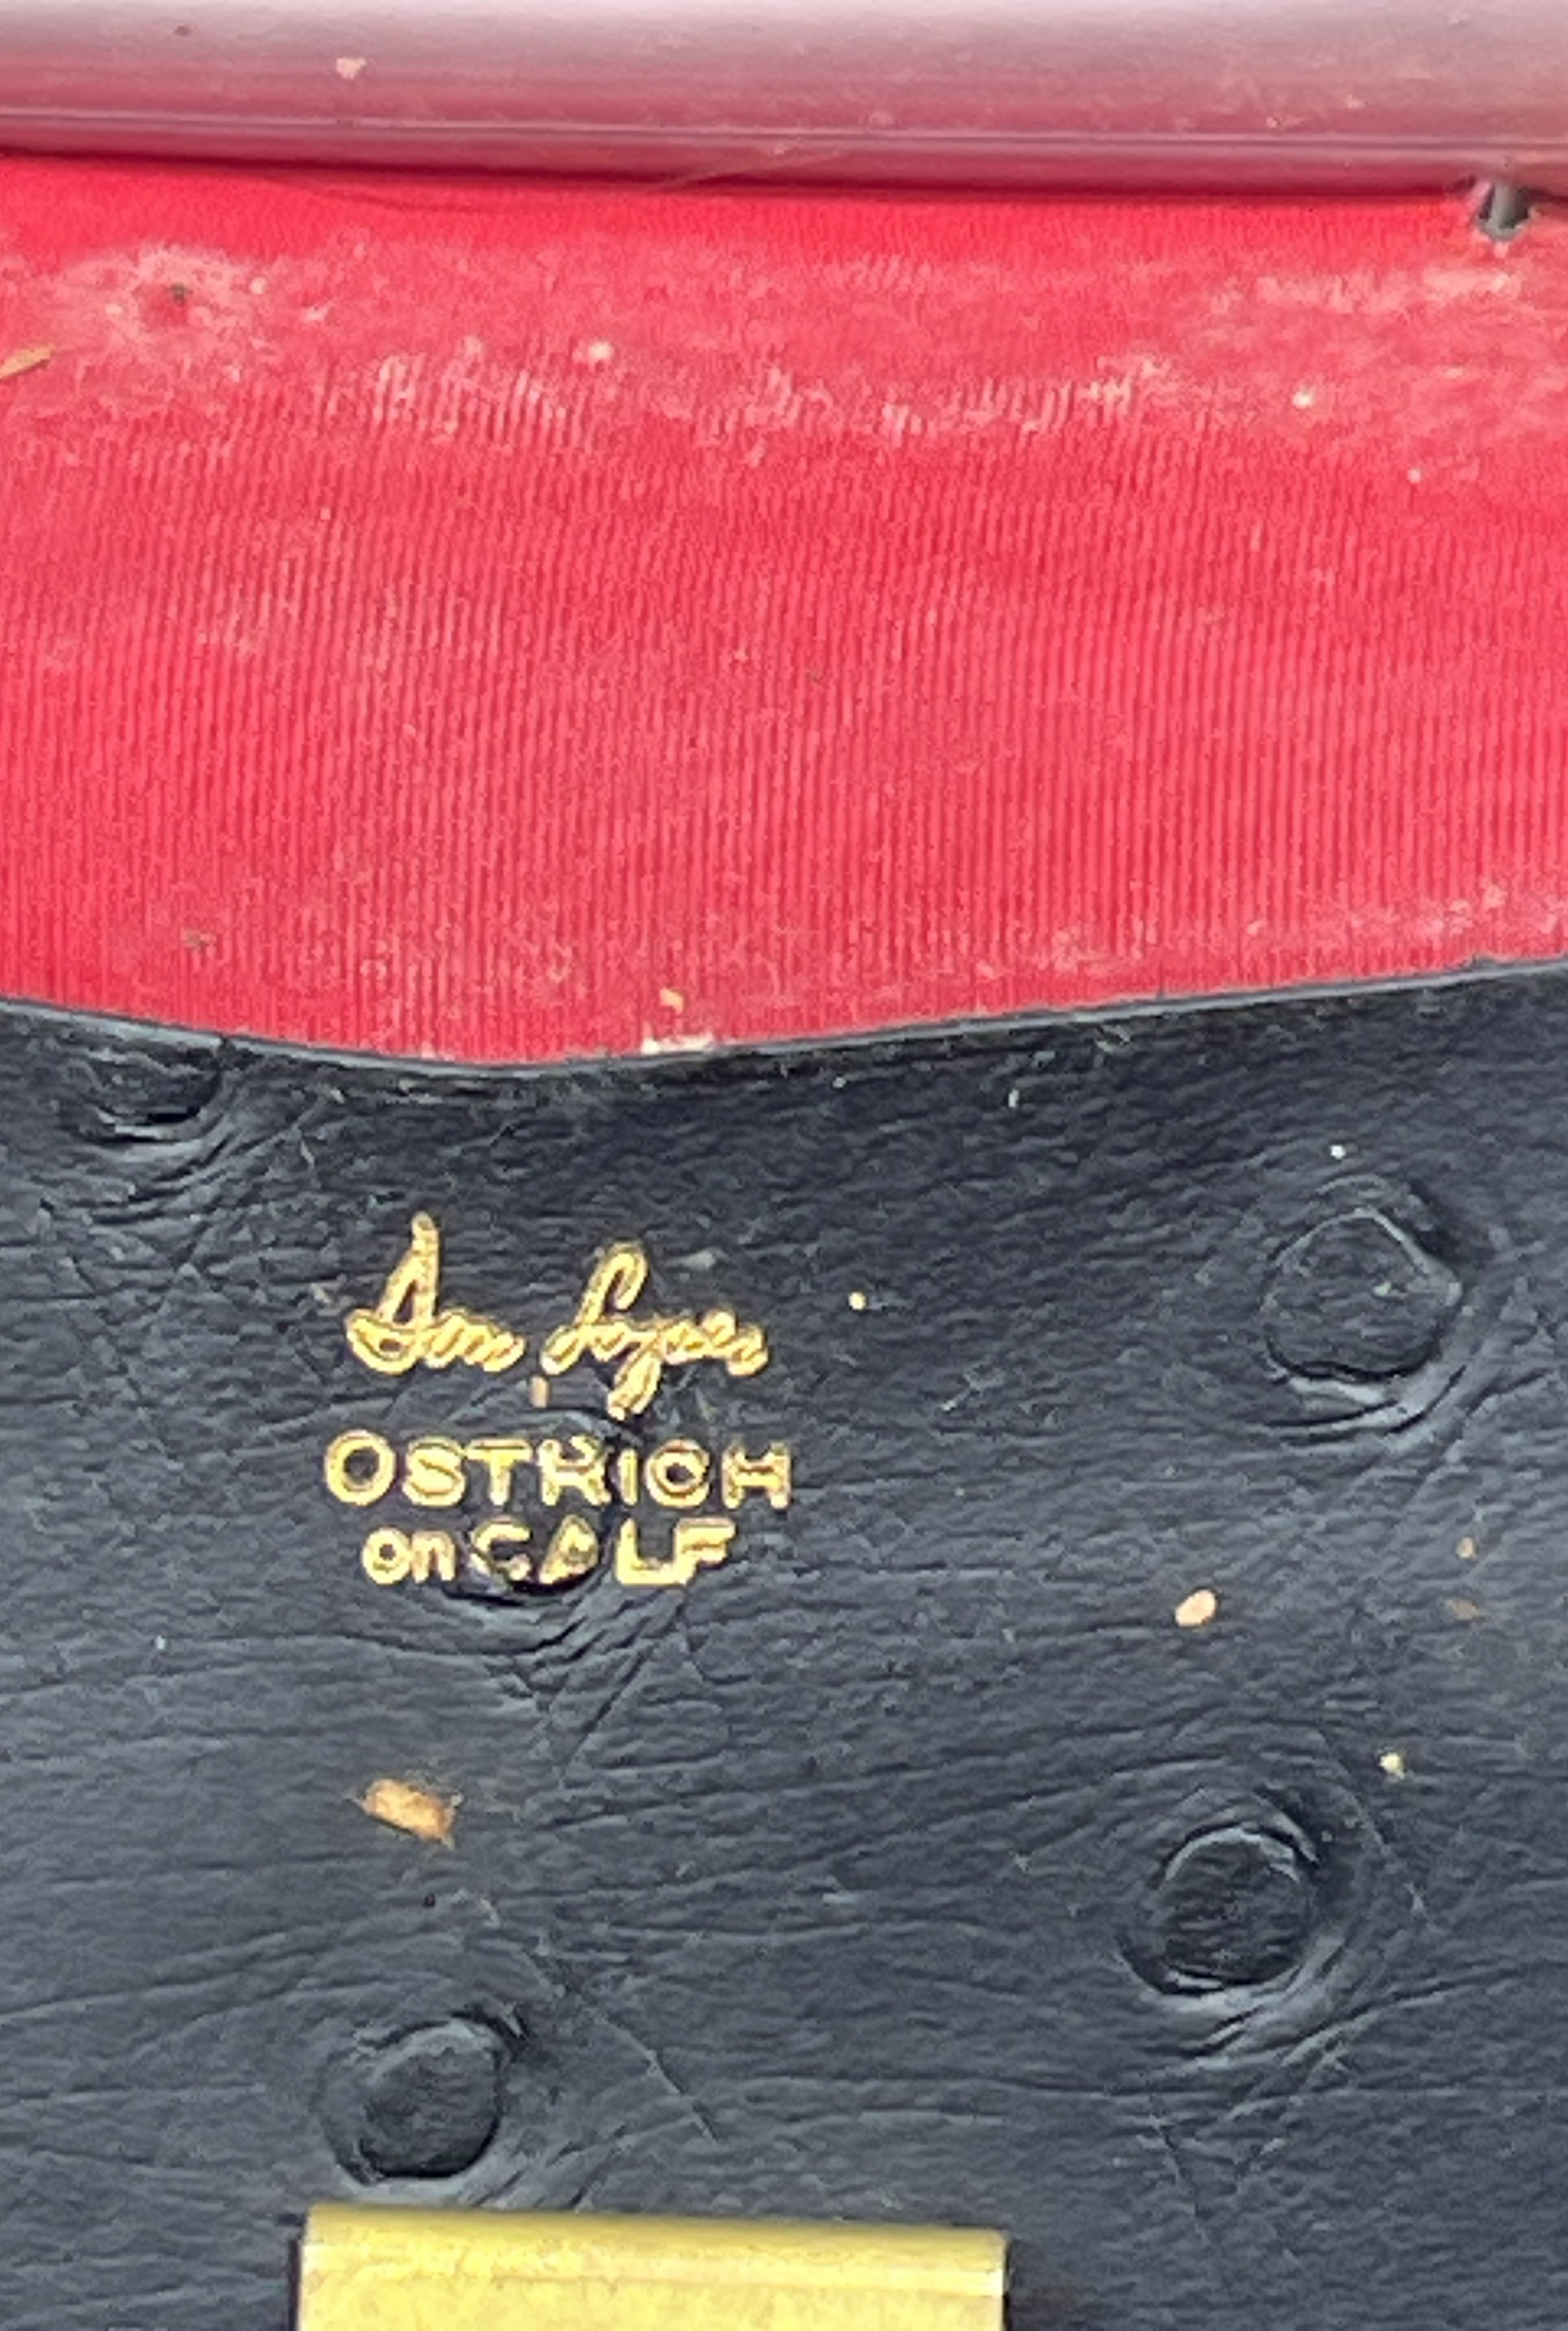 Don Loper
OSTRICH
on CALF